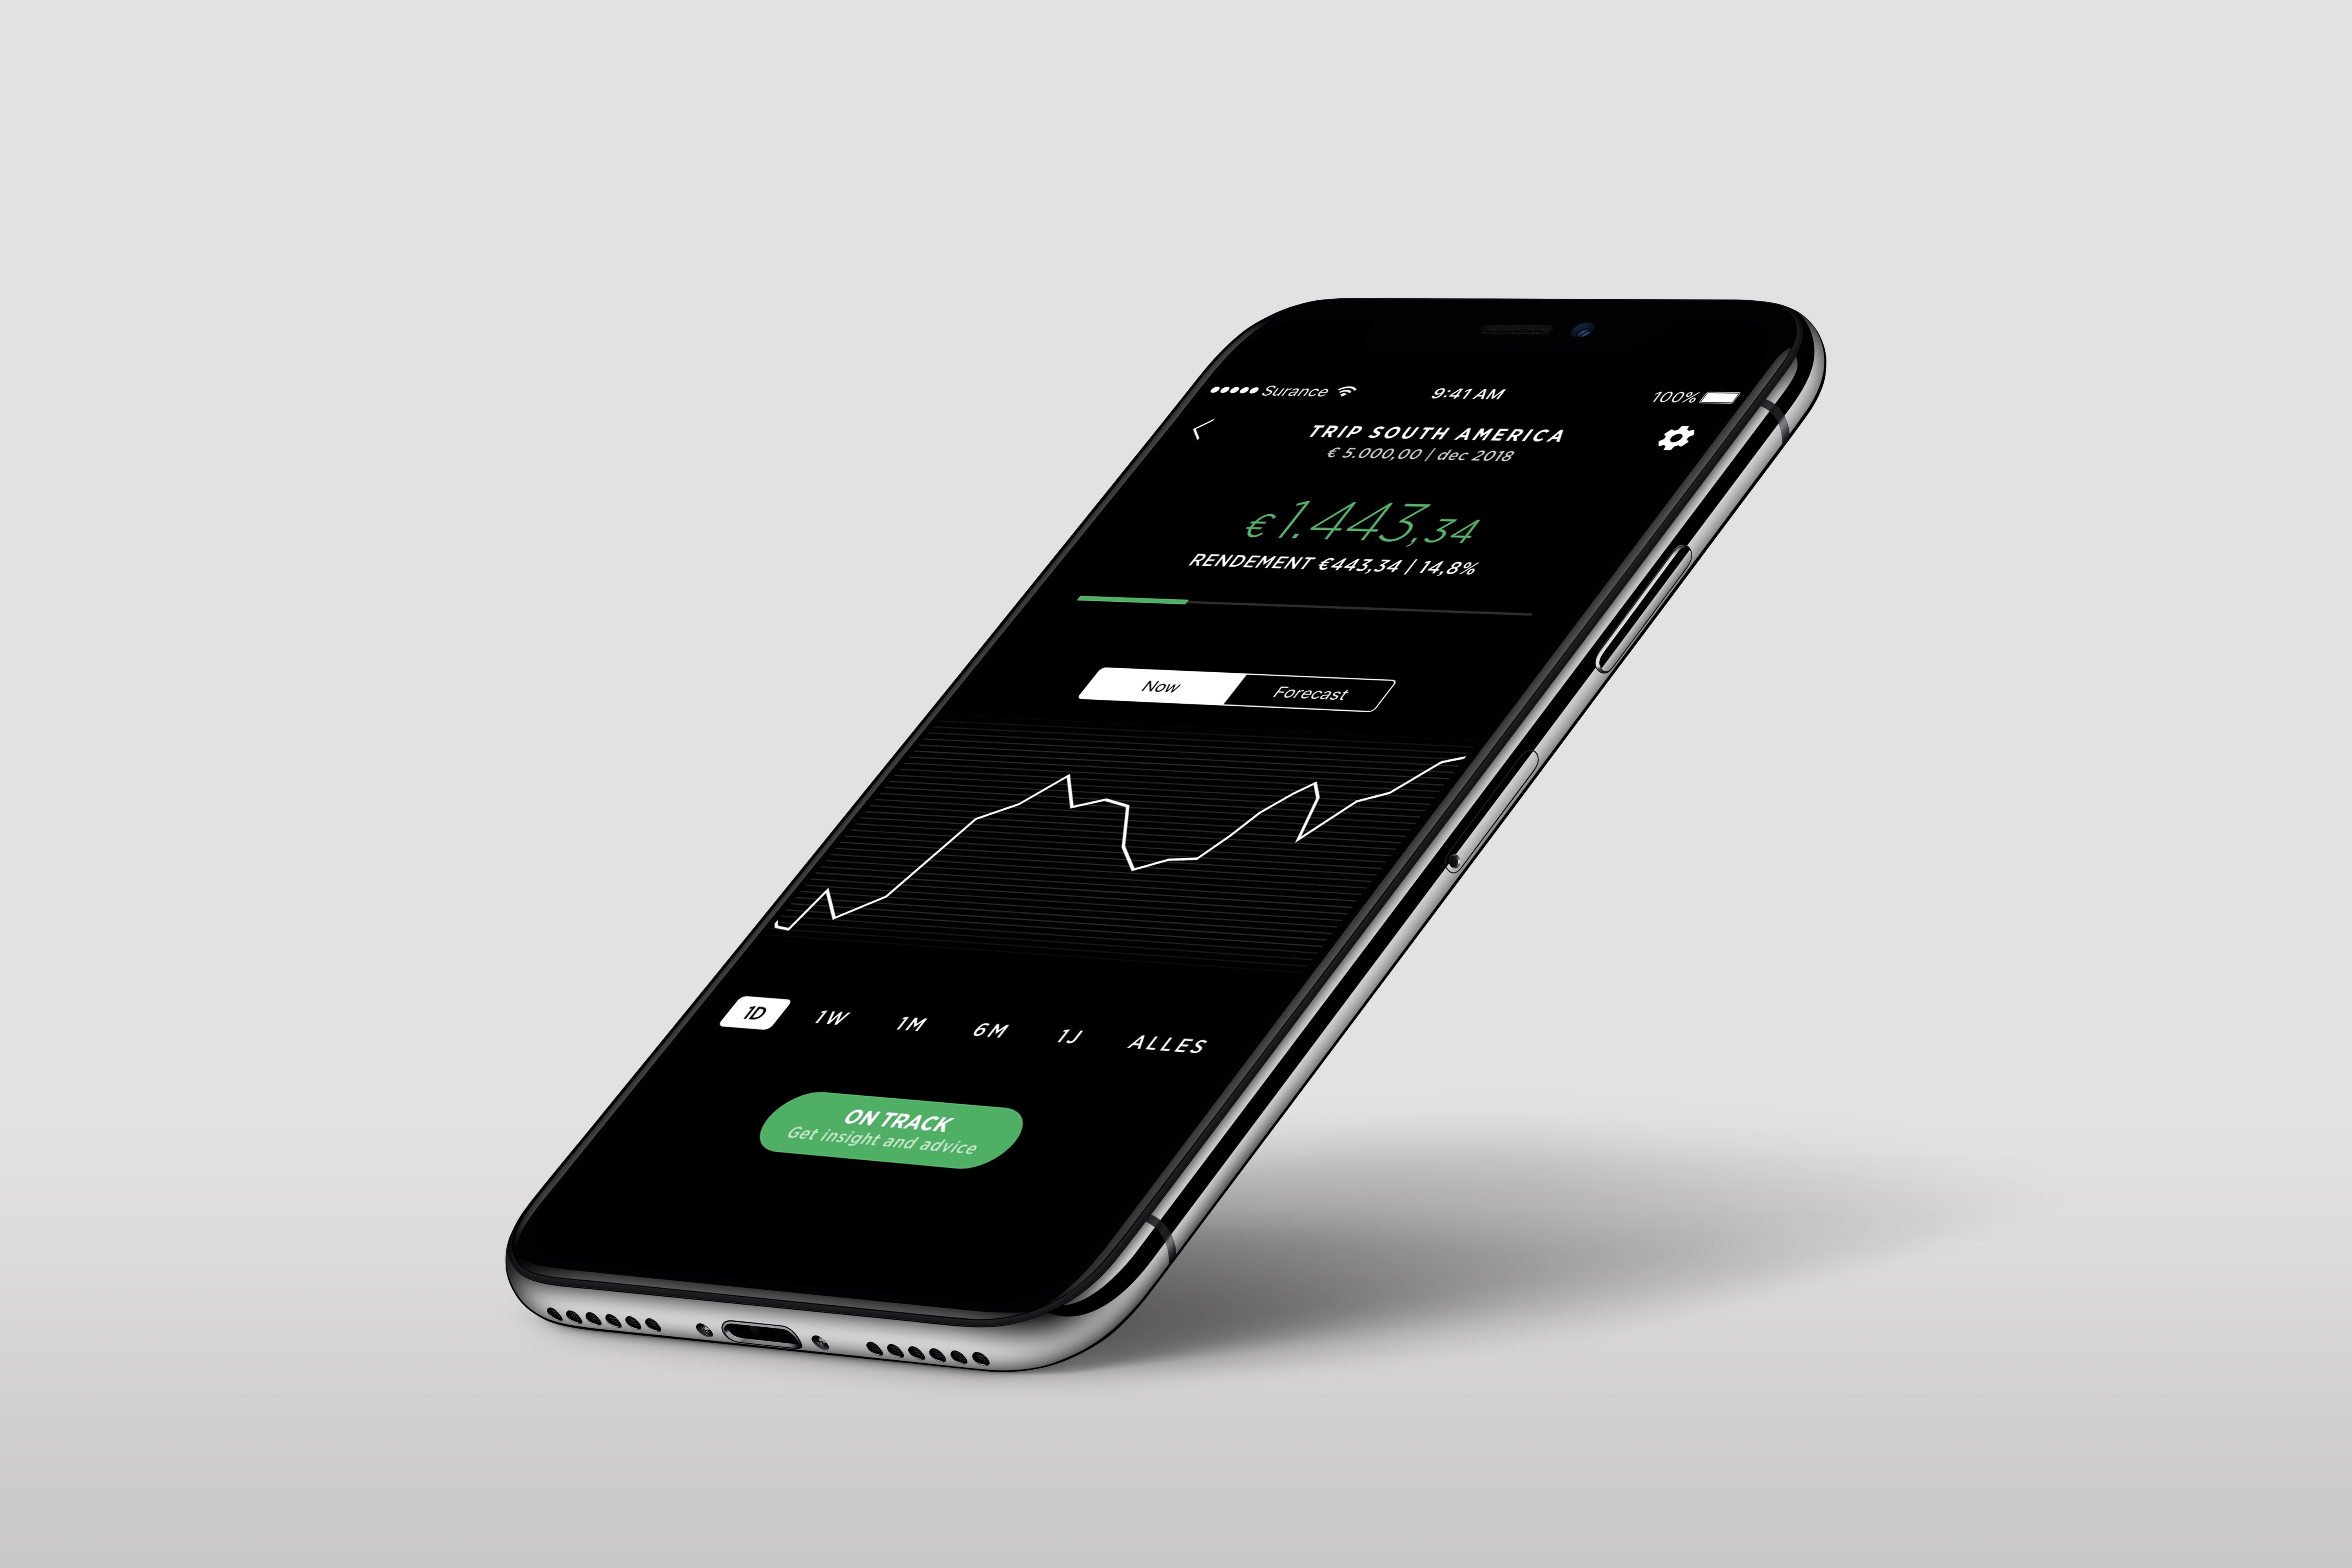 Surance 9:41 AM 100%
TRIP SOUTH AMERICA
€ 5.000,00 | dec 2018
€ 1.443,34
RENDEMENT €443,34 | 14,8%
Now Forecast
1D 1W 1M 6M 1J ALLES
ON TRACK
Get insight and advice